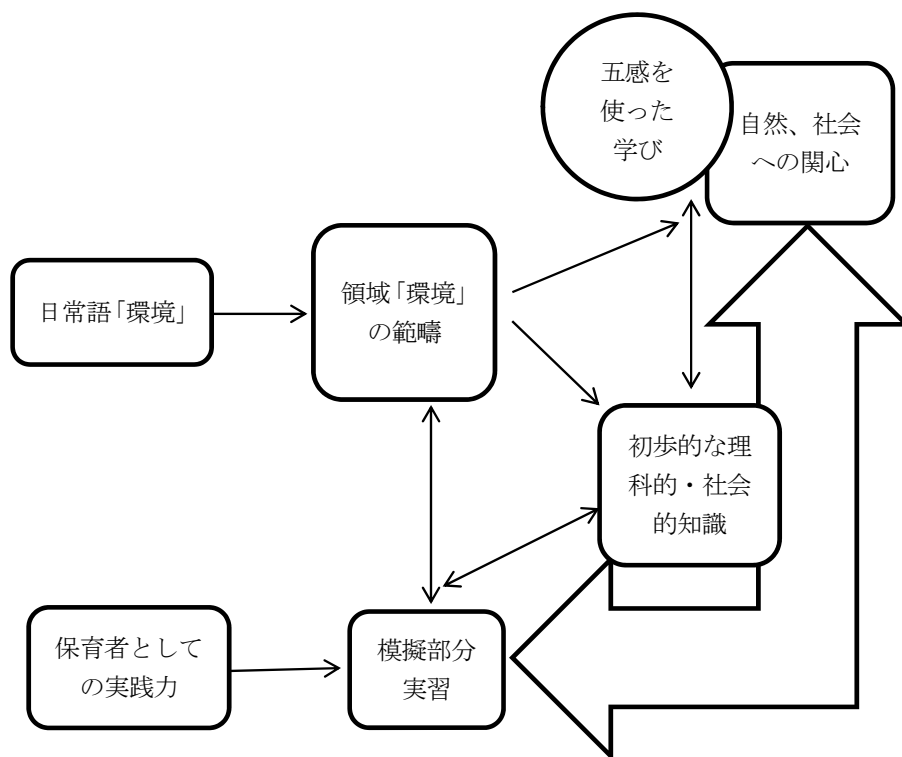 五感を
使った
学び
自然、社会
への関心
日常語「環境」
領域「環境」
の範疇
初歩的な理
科的・社会
的知識
保育者として
の実践力
模擬部分
実習